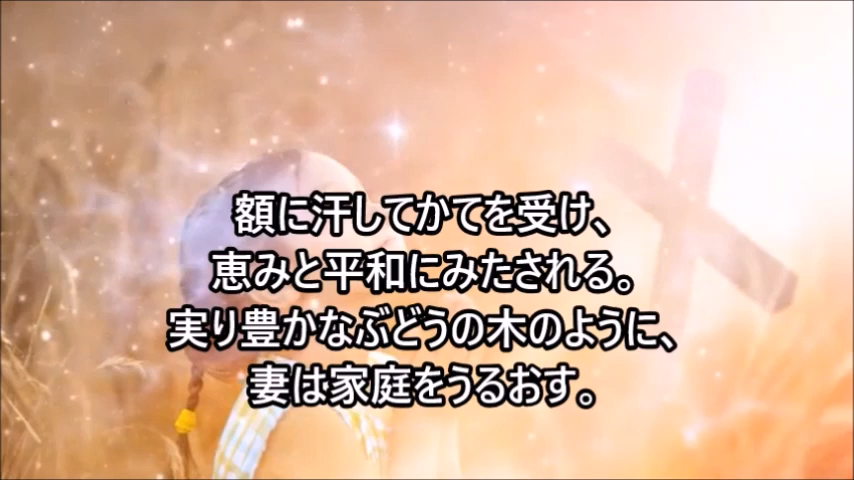 額に汗してかてを受け、
恵みと平和にみたされる。
実り豊かなぶどうの木のように、
妻は家庭をうるおす。